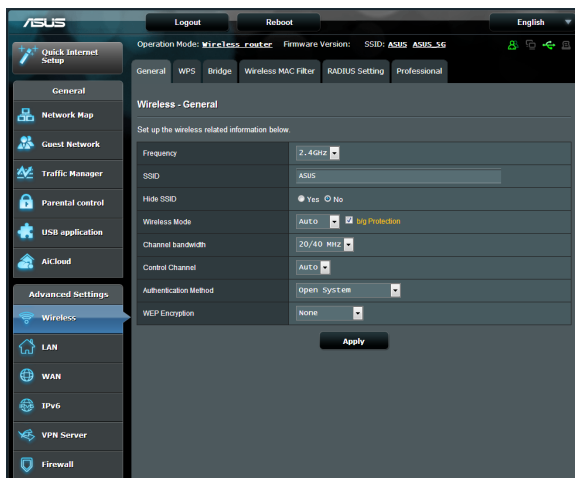 ASUS
Logout
Reboot
English
Quick Internet
Setup
Operation Mode: Wireless router Firmware Version: SSID: ASUS ASUS_5G
General WPS Bridge Wireless MAC Filter RADIUS Setting Professional
General
Network Map
Guest Network
Traffic Manager
Parental control
USB application
AiCloud
Advanced Settings
Wireless
LAN
WAN
IPv6
VPN Server
Firewall
Wireless - General
Set up the wireless related information below.
Frequency 2.4GHz
SSID ASUS
Hide SSID Yes No
Wireless Mode Auto b/g Protection
Channel bandwidth 20/40 MHz
Control Channel Auto
Authentication Method Open System
WEP Encryption None
Apply